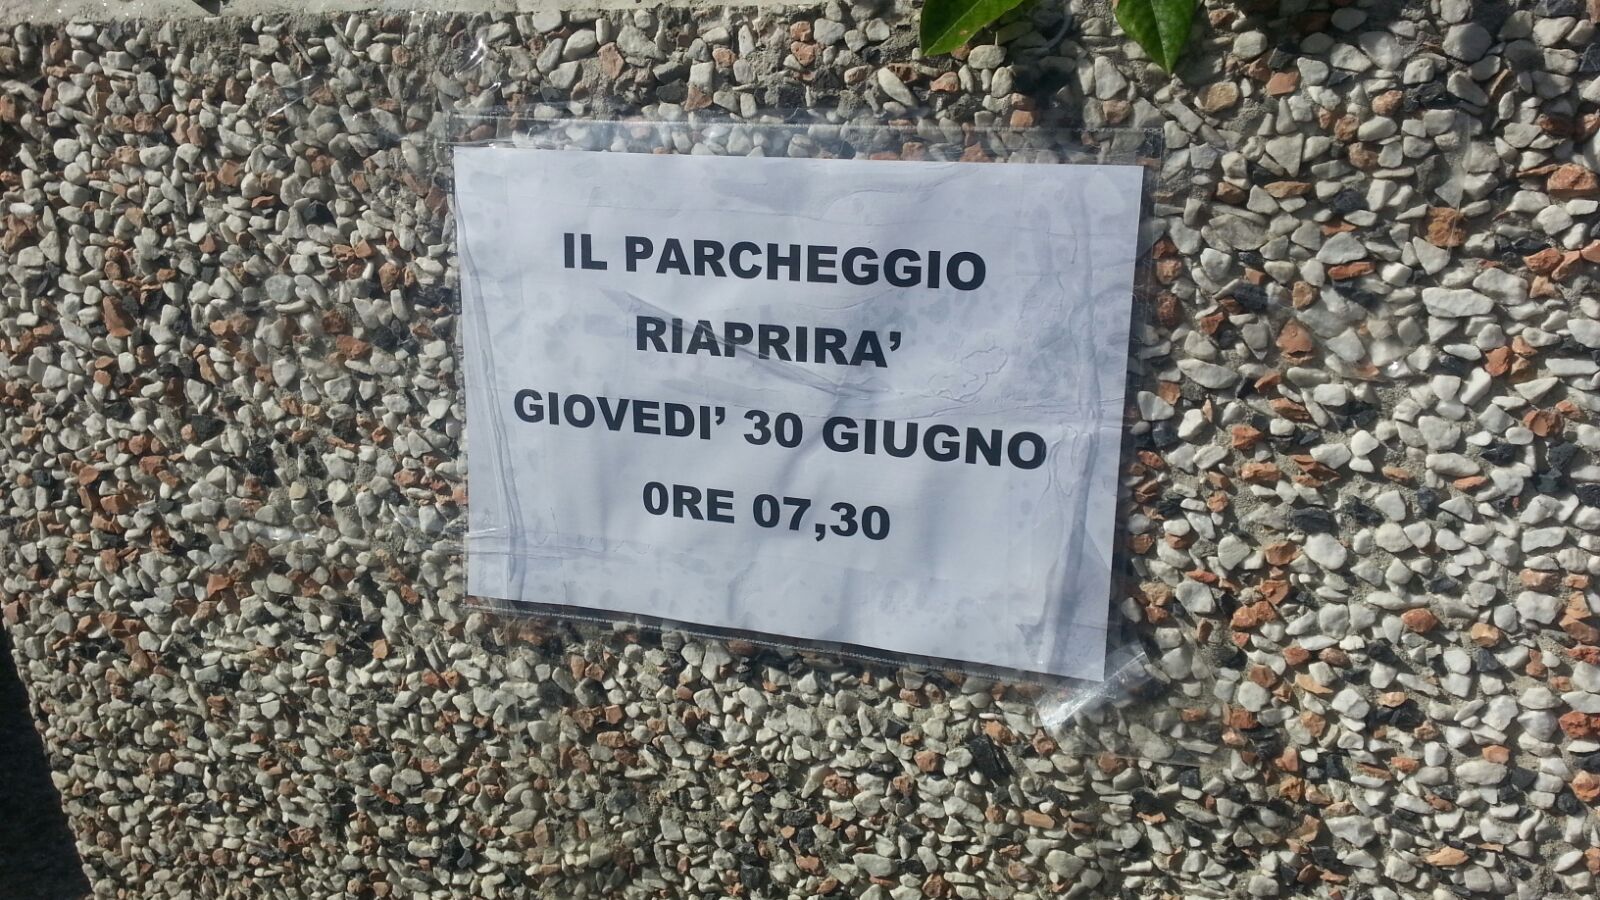 IL PARCHEGGIO
RIAPRIRA’
GIOVEDI’ 30 GIUGNO
0RE 07,30